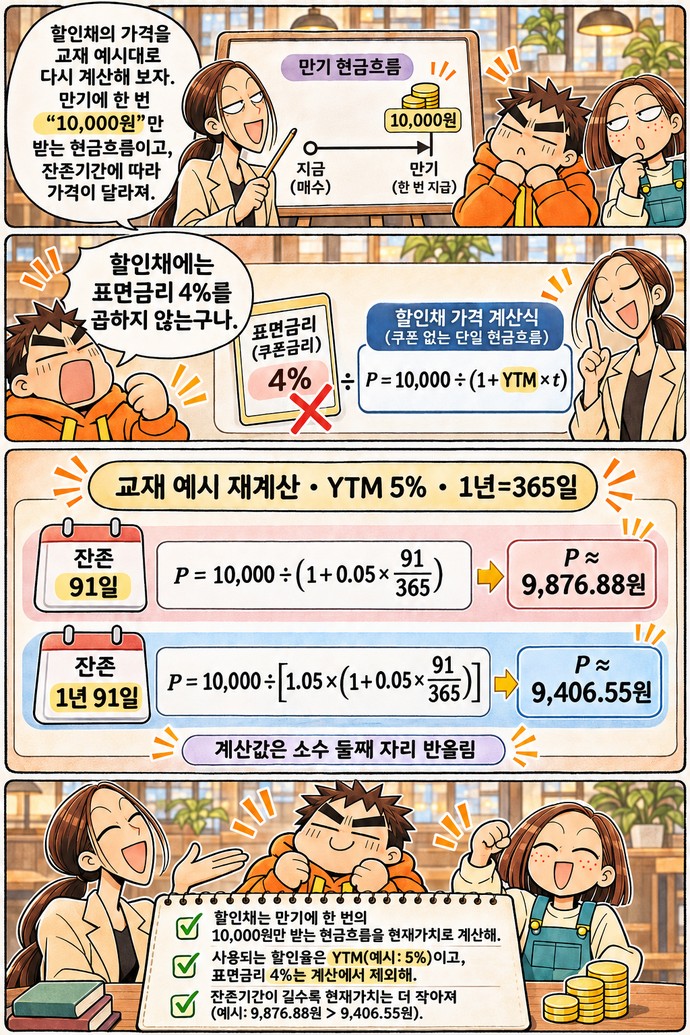 할인채의 가격을
교재 예시대로
다시 계산해 보자.
만기에 한 번
“10,000원”만
받는 현금흐름이고,
잔존기간에 따라
가격이 달라져.
만기 현금흐름
10,000원
지급
(매수)
만기
(한 번 지급)
할인채에는
표면금리 4%를
곱하지 않는구나.
표면금리
(쿠폰금리)
4%
÷
할인채 가격 계산식
(쿠폰 없는 단일 현금흐름)
P = 10,000 ÷ (1 + YTM × t)
교재 예시 재계산 · YTM 5% · 1년=365일
잔존
91일
P = 10,000 ÷ (1 + 0.05 × 91/365)
P ≈
9,876.88원
잔존
1년 91일
P = 10,000 ÷ [1.05 × (1 + 0.05 × 91/365)]
P ≈
9,406.55원
계산값은 소수 둘째 자리 반올림
할인채는 만기에 한 번의
10,000원만 받는 현금흐름을 현재가치로 계산해.
사용되는 할인율은 YTM(예시: 5%)이고,
표면금리 4%는 계산에서 제외해.
잔존기간이 길수록 현재가치는 더 작아져
(예시: 9,876.88원 > 9,406.55원).